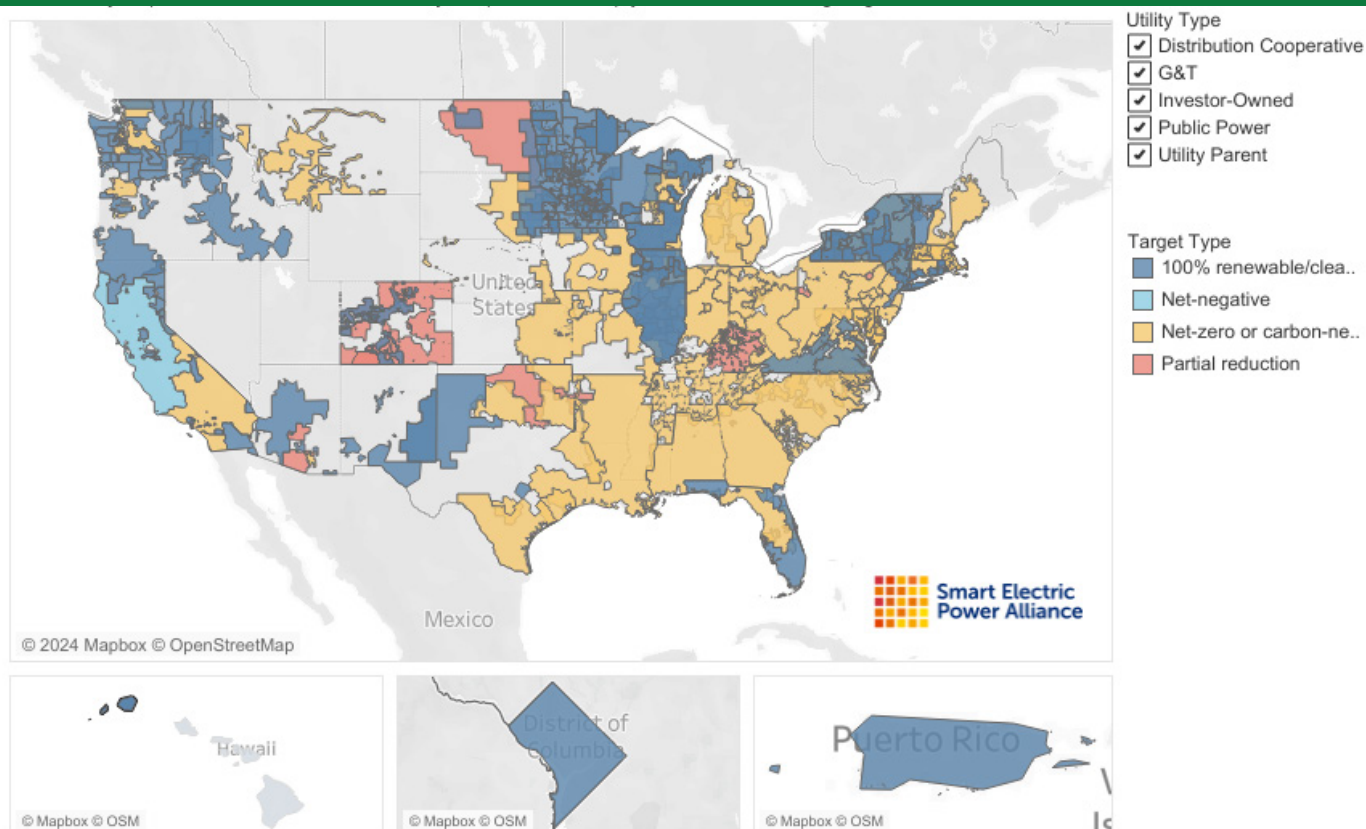 Utility Type
Distribution Cooperative
G&T
Investor-Owned
Public Power
Utility Parent
Target Type
100% renewable/clea..
Net-negative
Net-zero or carbon-ne..
Partial reduction
United
States
Mexico
Smart Electric
Power Alliance
© 2024 Mapbox © OpenStreetMap
Hawaii
© Mapbox © OSM
District of
Columbia
© Mapbox © OSM
Puerto Rico
© Mapbox © OSM